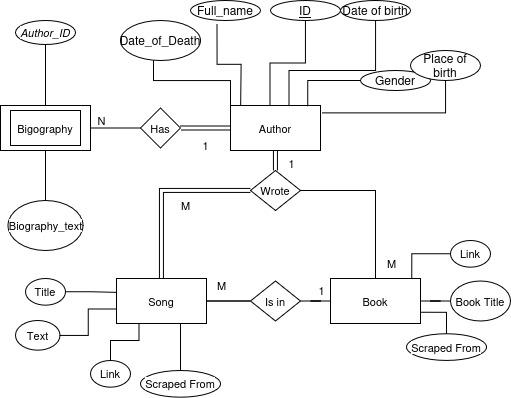 Full_name
ID
Date of birth
Author_ID
Date_of_Death
Place of
birth
Gender
Bigography
N
Has
1
Author
1
Wrote
M
Biography_text
M
Link
Title
Song
M
Is in
1
Book
Book Title
Text
Scraped From
Link
Scraped From